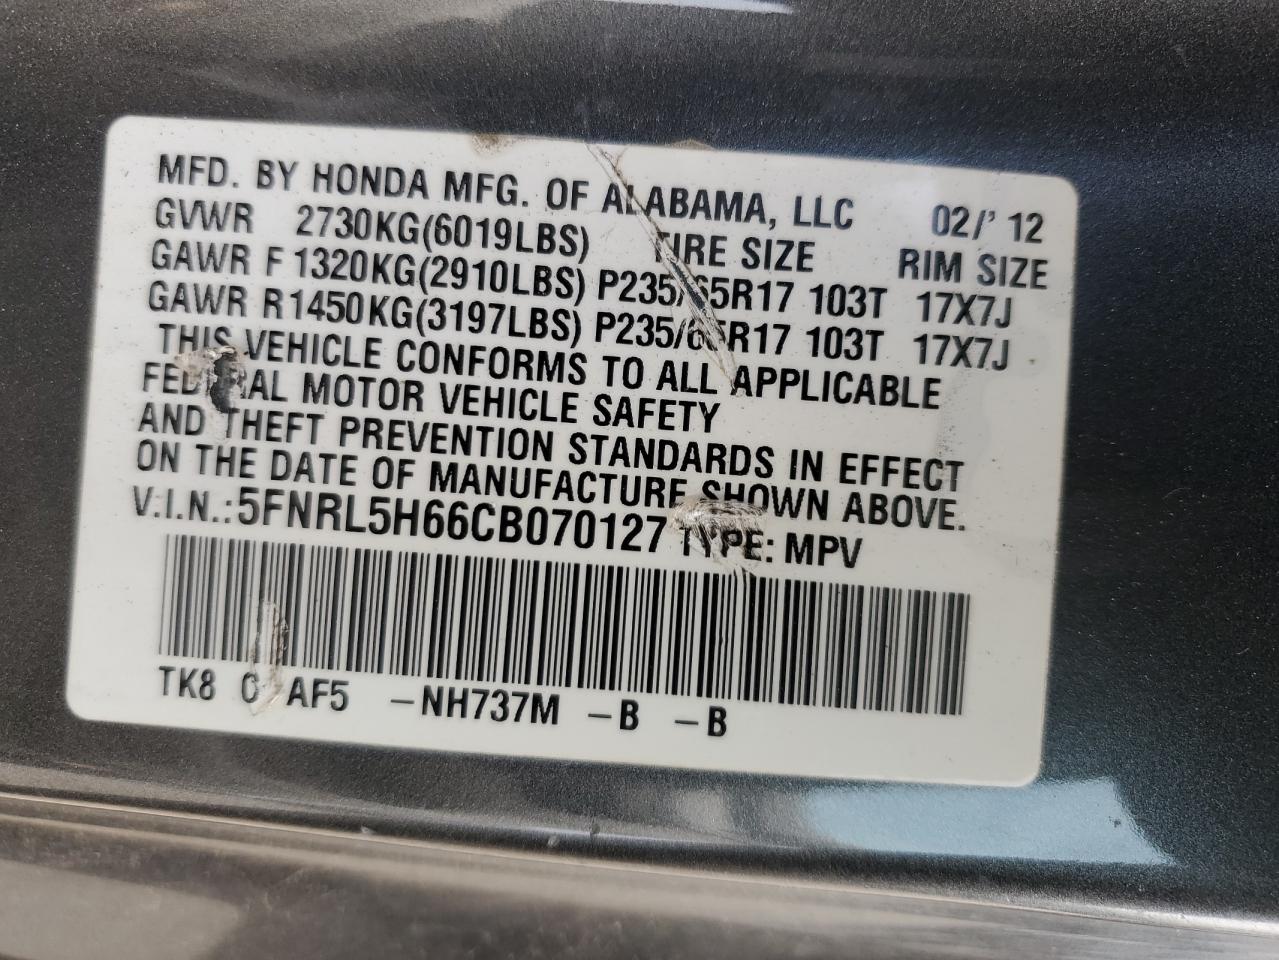 MFD. BY HONDA MFG. OF ALABAMA, LLC 02/' 12
GVWR 2730KG(6019LBS) TIRE SIZE RIM SIZE
GAWR F 1320KG(2910LBS) P235/65R17 103T 17X7J
GAWR R1450KG(3197LBS) P235/65R17 103T 17X7J
THIS VEHICLE CONFORMS TO ALL APPLICABLE
FEDERAL MOTOR VEHICLE SAFETY
AND THEFT PREVENTION STANDARDS IN EFFECT
ON THE DATE OF MANUFACTURE SHOWN ABOVE.
V.I.N.: 5FNRL5H66CB070127 TYPE: MPV
TK8 AF5 -NH737M -B -B